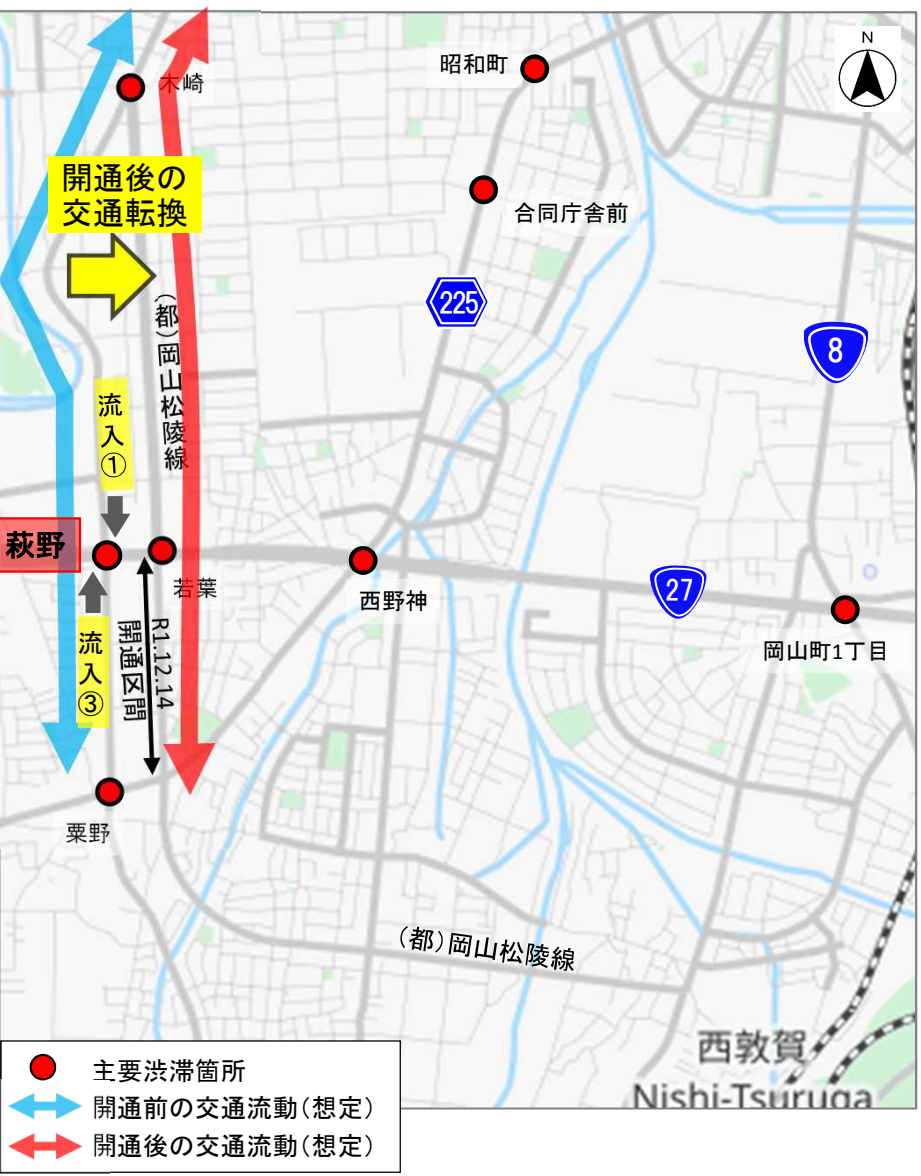 N
昭和町
木崎
開通後の
交通転換
合同庁舎前
225
(都)岡山松陵線
8
流入①
萩野
若葉
西野神
27
岡山町1丁目
流入③
R1.12.14
開通区間
粟野
(都)岡山松陵線
西敦賀
Nishi-Tsuruga
主要渋滞箇所
開通前の交通流動(想定)
開通後の交通流動(想定)